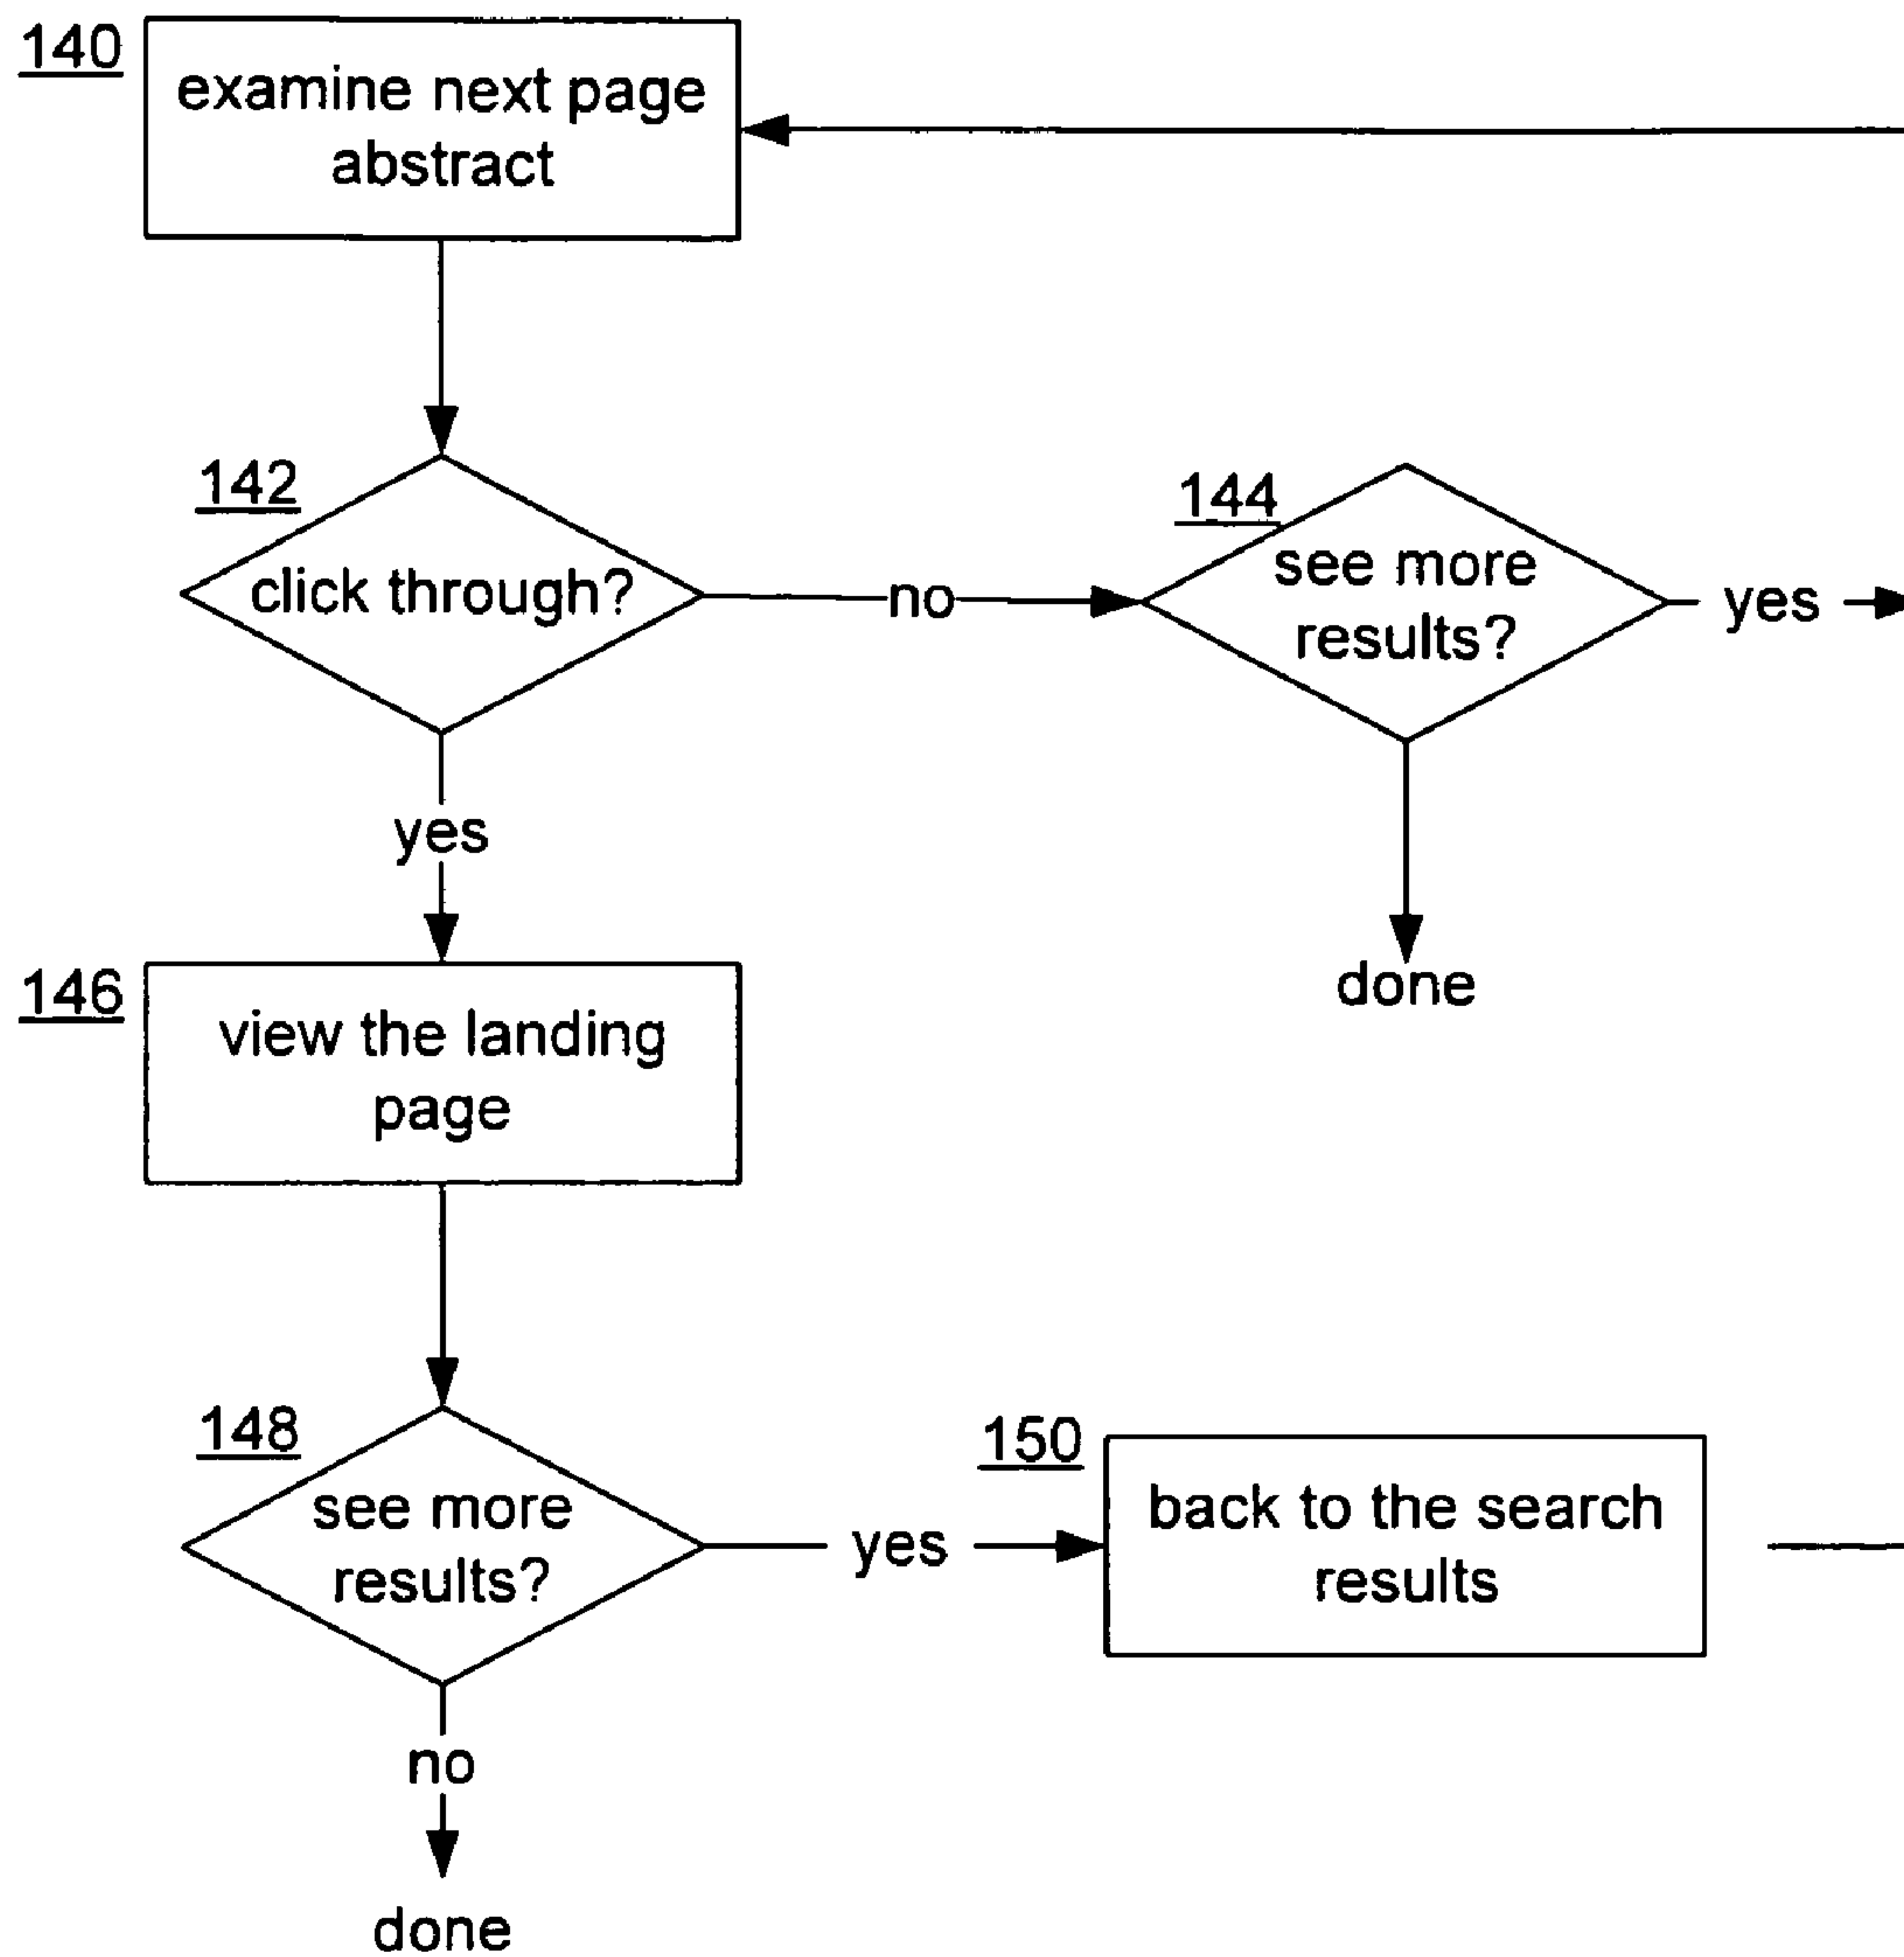 140
examine next page
abstract
142
click through?
no
144
see more
results?
yes
yes
done
146
view the landing
page
148
see more
results?
yes
150
back to the search
results
no
done